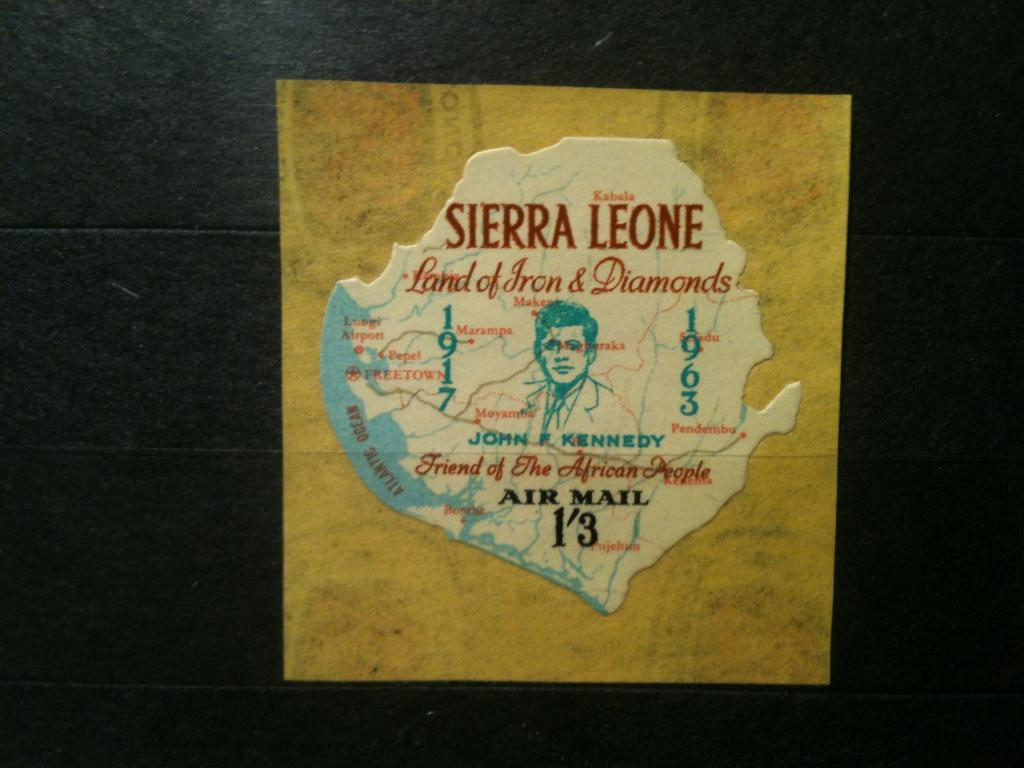 Kabala
SIERRA LEONE
Land of Iron & Diamonds
Makeni
Lungi
Airport
Marampa
Magburaka
Pepel
FREETOWN
1917
1963
Moyamba
Pendembu
ATLANTIC OCEAN
JOHN F KENNEDY
Friend of The African People
Kenema
AIR MAIL
Bonthe
1'3
Pujehun